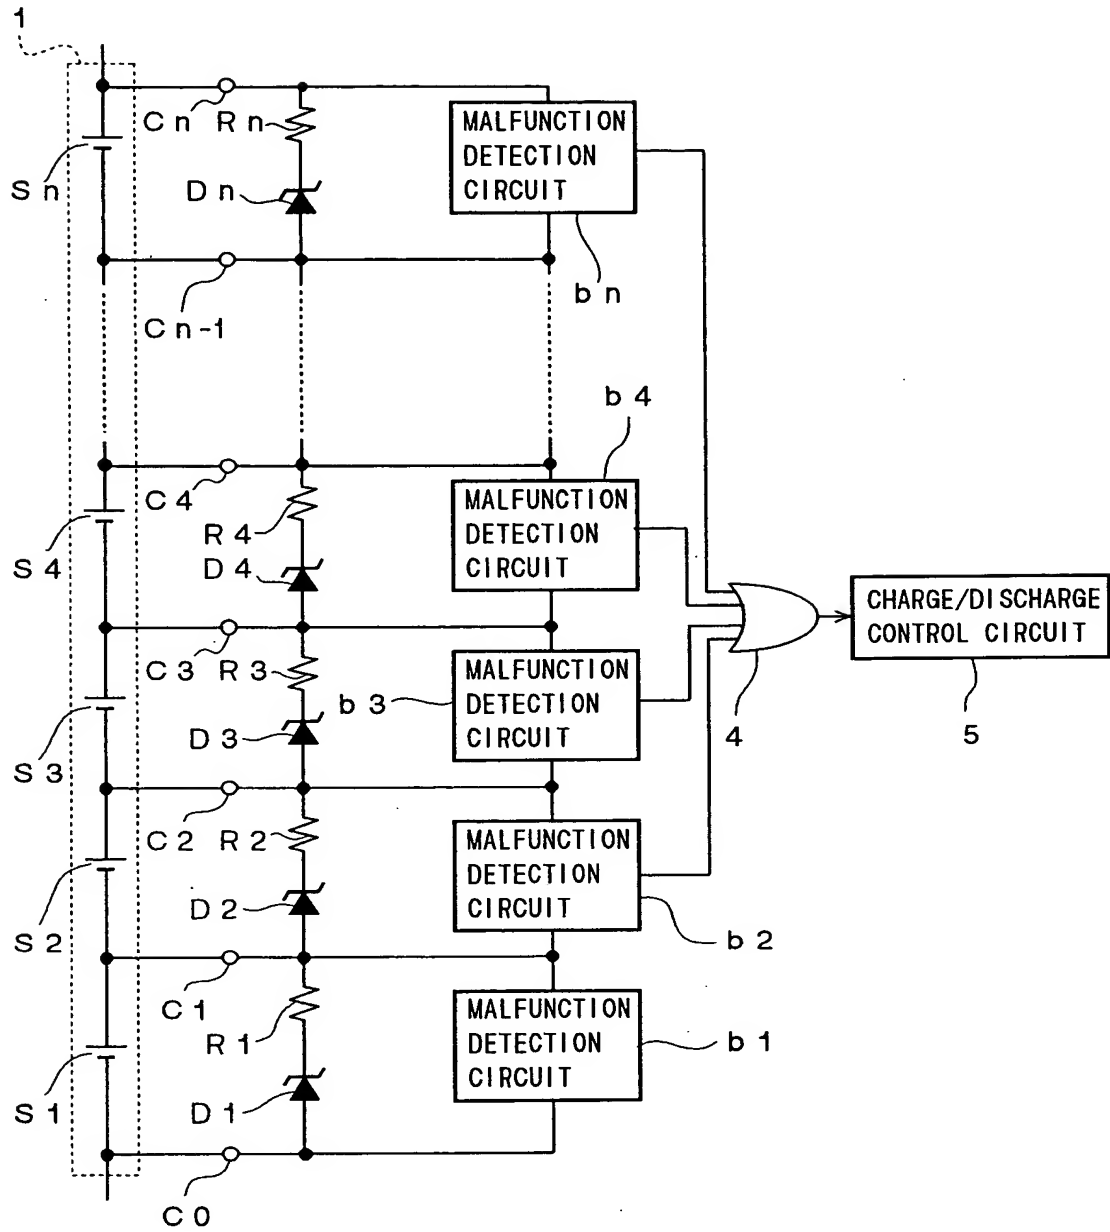 1
Cn Rn
MALFUNCTION
DETECTION
CIRCUIT
Sn
Dn
bn
Cn-1
b4
C4
MALFUNCTION
DETECTION
CIRCUIT
R4
S4
D4
CHARGE/DISCHARGE
CONTROL CIRCUIT
C3 R3
MALFUNCTION
DETECTION
CIRCUIT
b3
4
5
D3
S3
C2 R2
MALFUNCTION
DETECTION
CIRCUIT
D2
S2
b2
C1
MALFUNCTION
DETECTION
CIRCUIT
R1
b1
S1
D1
C0